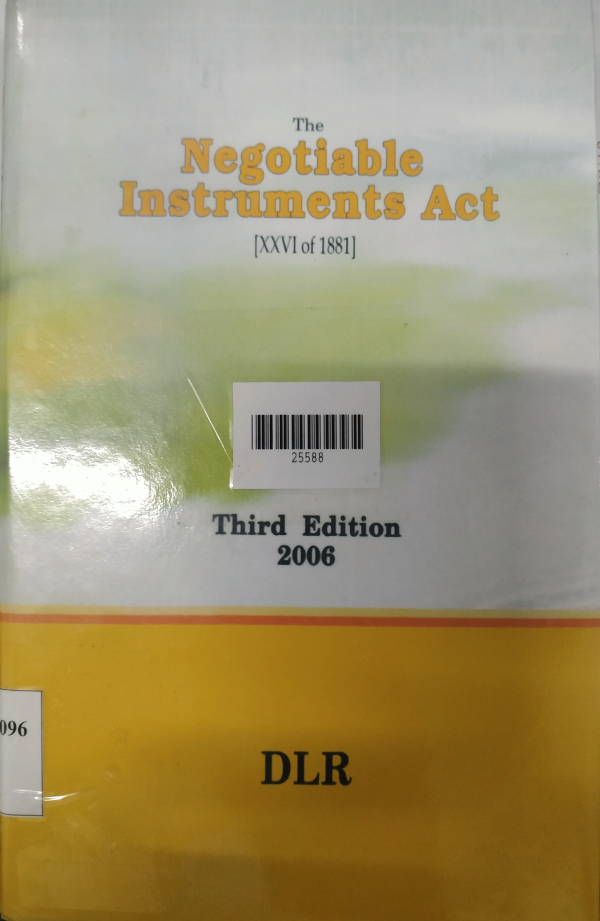 The
Negotiable
Instruments Act
[XXVI of 1881]
25588
Third Edition
2006
096
DLR